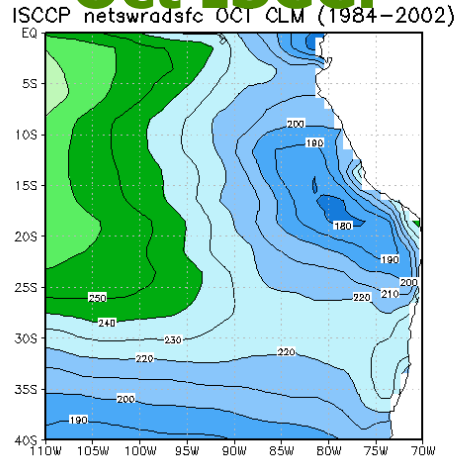 Oct ISCCP
ISCCP netswradsfc OCT CLM (1984-2002)
EQ
5S
10S
15S
20S
25S
30S
35S
40S
200
190
180
190
200
210
220
250
240
230
220
220
200
190
110W 105W 100W 95W 90W 85W 80W 75W 70W